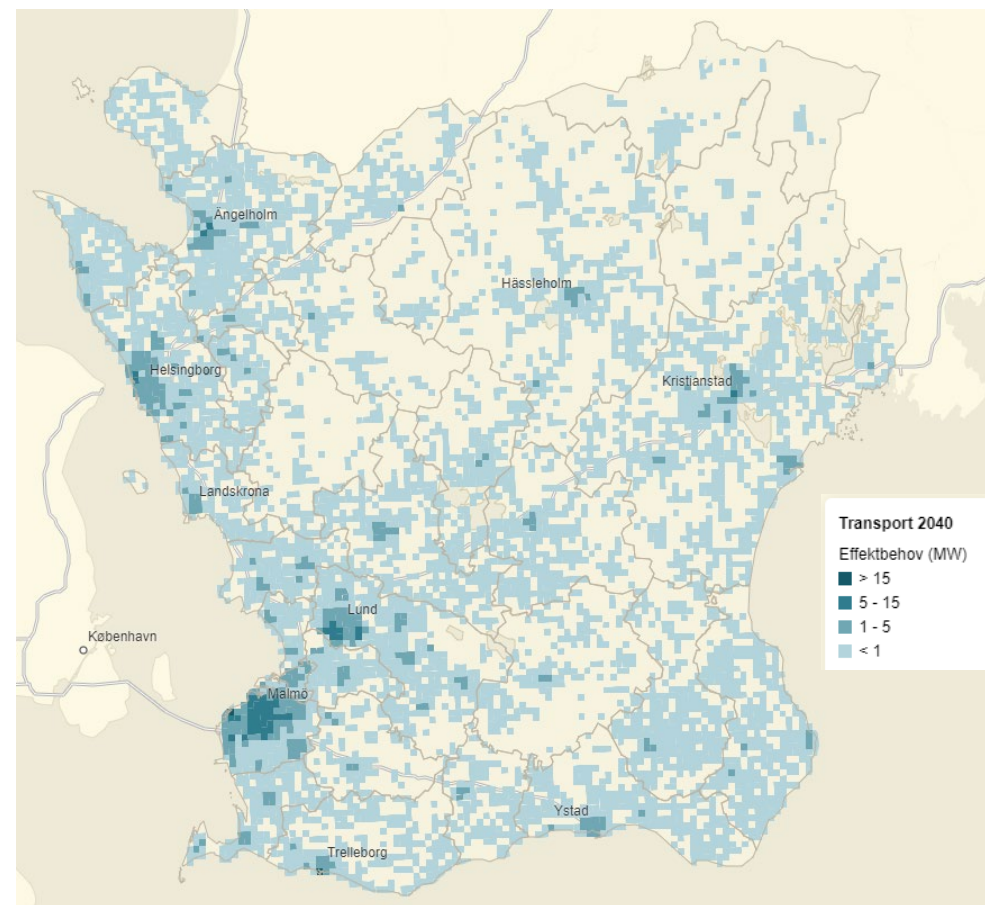 Ängelholm
Hässleholm
Helsingborg
Kristianstad
Landskrona
Transport 2040
Effektbehov (MW)
> 15
5 - 15
1 - 5
< 1
Lund
København
Malmö
Ystad
Trelleborg